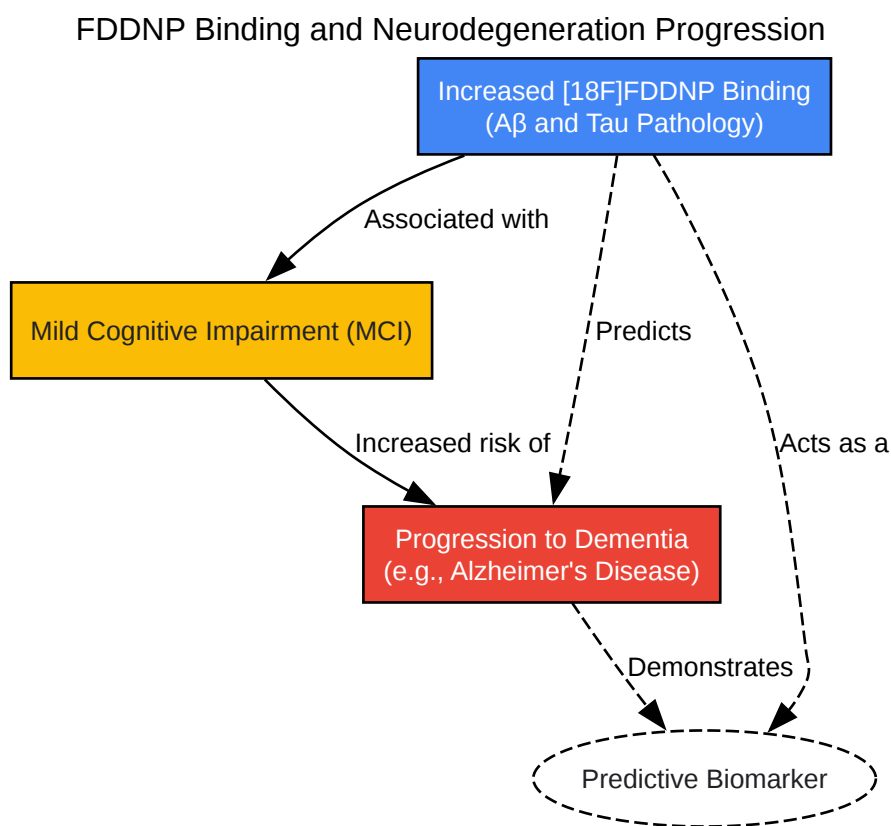 FDDNP Binding and Neurodegeneration Progression
Increased [18F]FDDNP Binding
(Aβ and Tau Pathology)
Associated with
Mild Cognitive Impairment (MCI)
Predicts
Increased risk of
Acts as a
Progression to Dementia
(e.g., Alzheimer's Disease)
Demonstrates
Predictive Biomarker